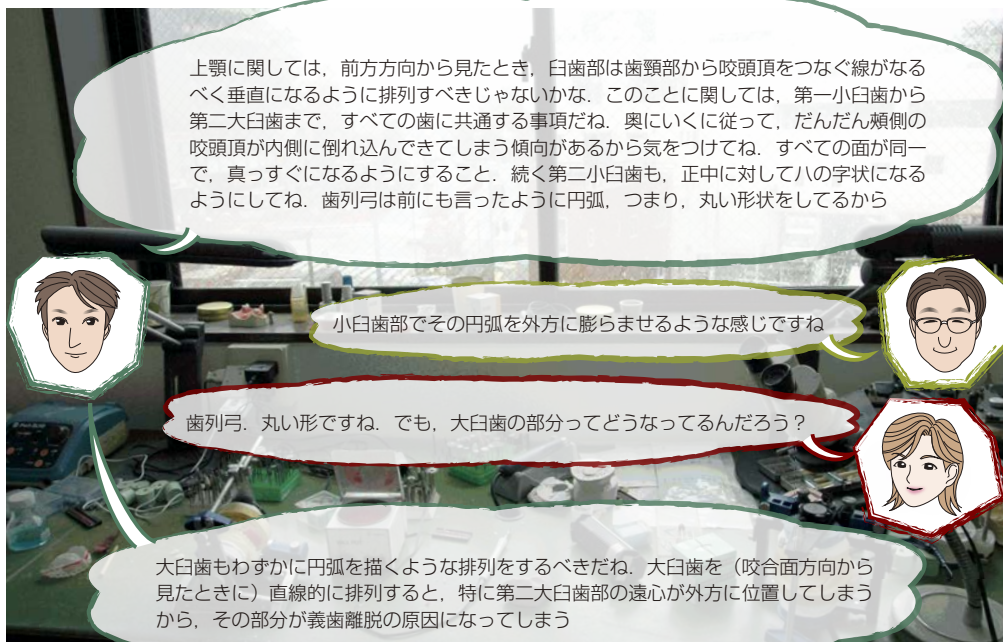 上顎に関しては，前方方向から見たとき，臼歯部は歯頸部から咬頭頂をつなぐ線がなる
べく垂直になるように排列すべきじゃないかな．このことに関しては，第一小臼歯から
第二大臼歯まで，すべての歯に共通する事項だね．奥にいくに従って，だんだん頰側の
咬頭頂が内側に倒れ込んできてしまう傾向があるから気をつけてね．すべての面が同一
で，真っすぐになるようにすること．続く第二小臼歯も，正中に対して八の字状になる
ようにしてね．歯列弓は前にも言ったように円弧，つまり，丸い形状をしてるから
小臼歯部でその円弧を外方に膨らませるような感じですね
歯列弓．丸い形ですね．でも，大臼歯の部分ってどうなってるんだろう？
大臼歯もわずかに円弧を描くような排列をするべきだね．大臼歯を（咬合面方向から
見たときに）直線的に排列すると，特に第二大臼歯部の遠心が外方に位置してしまう
から，その部分が義歯離脱の原因になってしまう